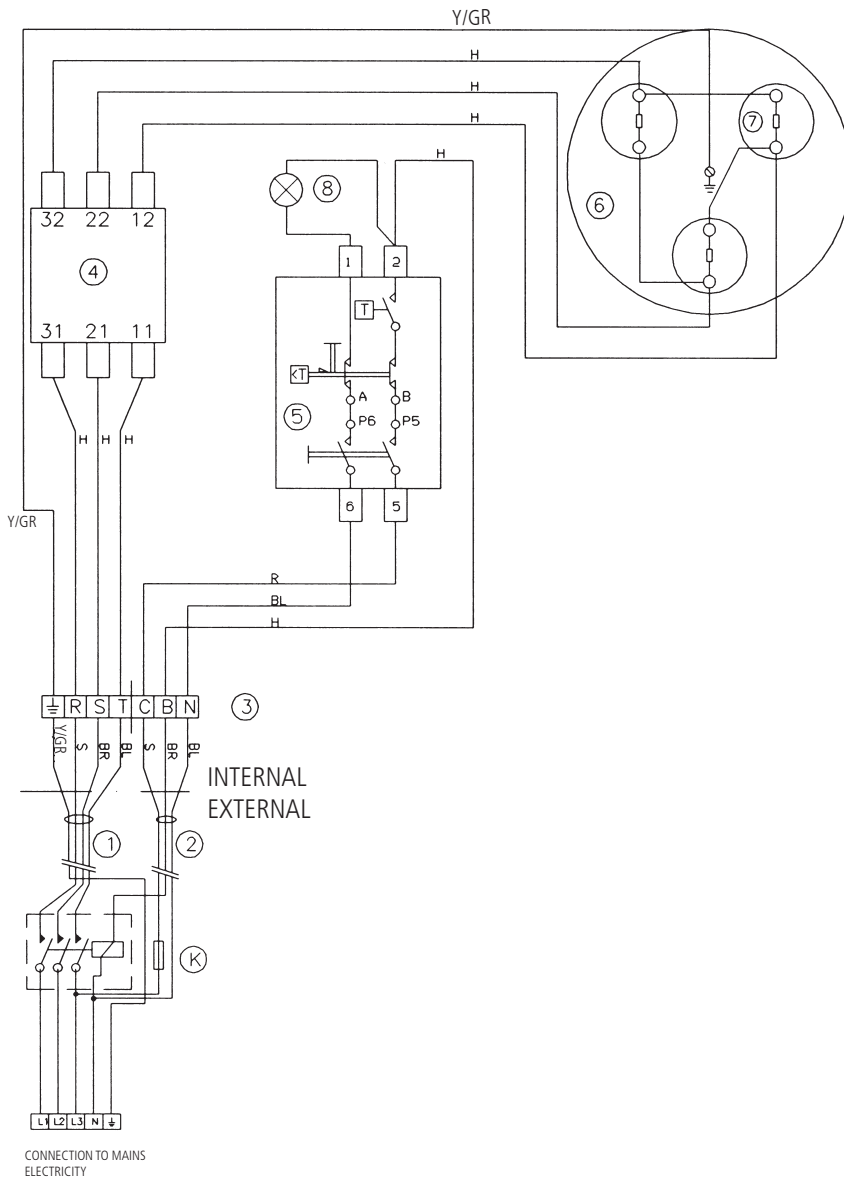 Y/GR
H
H
H
7
H
8
6
32 22 12
4
1 2
T
31 21 11
<T
A B
5
P6 P5
H H H
6 5
Y/GR
R
BL
H
R S T C B N
3
Y/GR S BR BL S BR BL
INTERNAL
EXTERNAL
1 2
K
L1 L2 L3 N
CONNECTION TO MAINS
ELECTRICITY